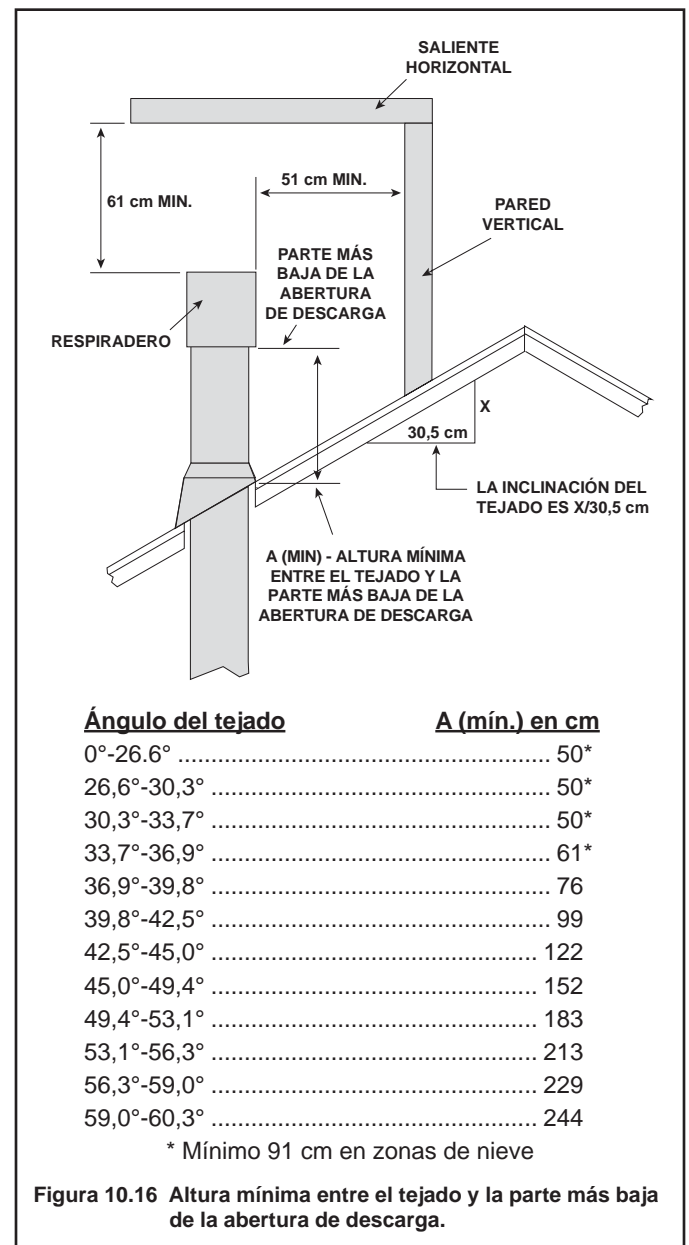 SALIENTE
HORIZONTAL
51 cm MIN.
61 cm MIN.
PARED
VERTICAL
PARTE MÁS
BAJA DE LA
ABERTURA
DE DESCARGA
RESPIRADERO
X
30,5 cm
LA INCLINACIÓN DEL
TEJADO ES X/30,5 cm
A (MIN) - ALTURA MÍNIMA
ENTRE EL TEJADO Y LA
PARTE MÁS BAJA DE LA
ABERTURA DE DESCARGA
Ángulo del tejado A (mín.) en cm
0°-26.6° ........................................................ 50*
26,6°-30,3° ................................................... 50*
30,3°-33,7° ................................................... 50*
33,7°-36,9° ................................................... 61*
36,9°-39,8° ................................................... 76
39,8°-42,5° ................................................... 99
42,5°-45,0° ................................................. 122
45,0°-49,4° ................................................. 152
49,4°-53,1° ................................................. 183
53,1°-56,3° ................................................. 213
56,3°-59,0° ................................................. 229
59,0°-60,3° ................................................. 244
* Mínimo 91 cm en zonas de nieve
Figura 10.16 Altura mínima entre el tejado y la parte más baja
de la abertura de descarga.